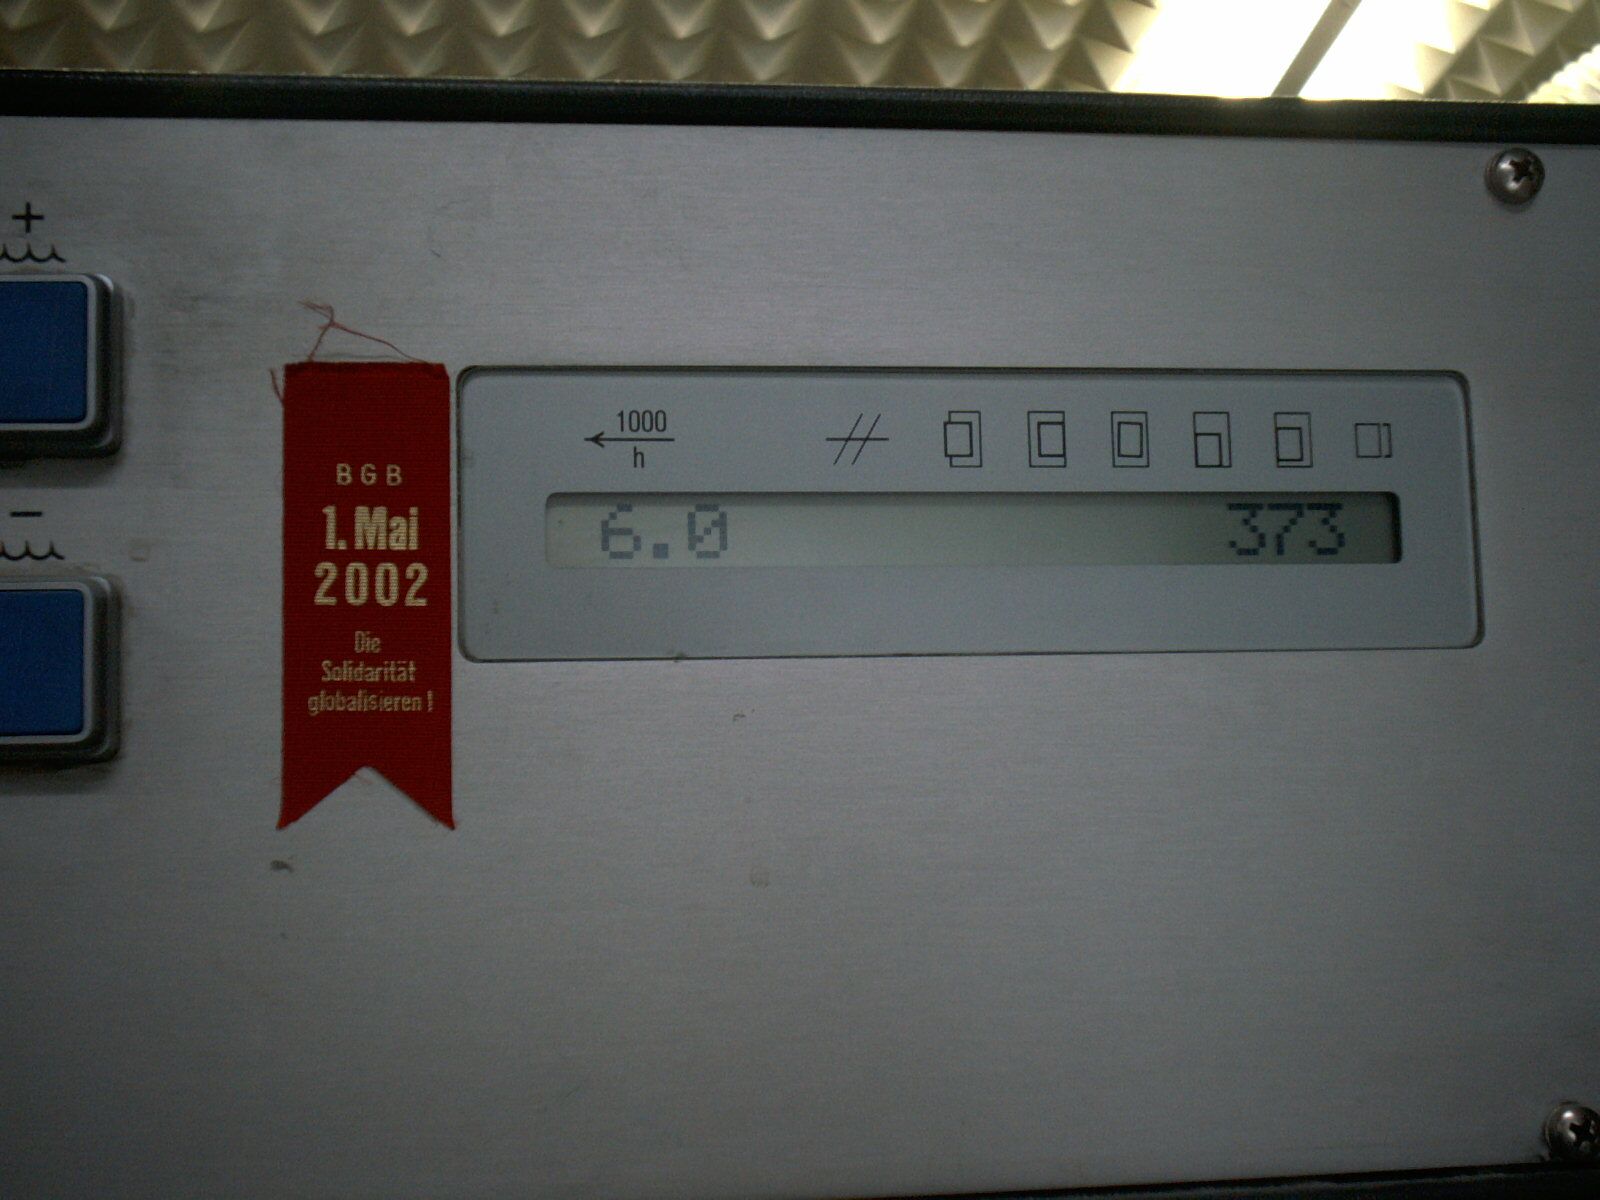 +
−
BGB
1. Mai
2002
Die
Solidarität
globalisieren!
1000
h
6.0 373